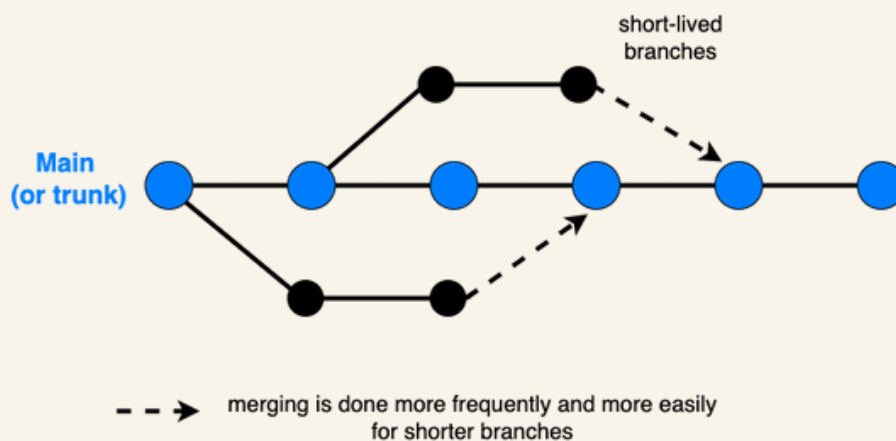 short-lived
branches
Main
(or trunk)
merging is done more frequently and more easily
for shorter branches